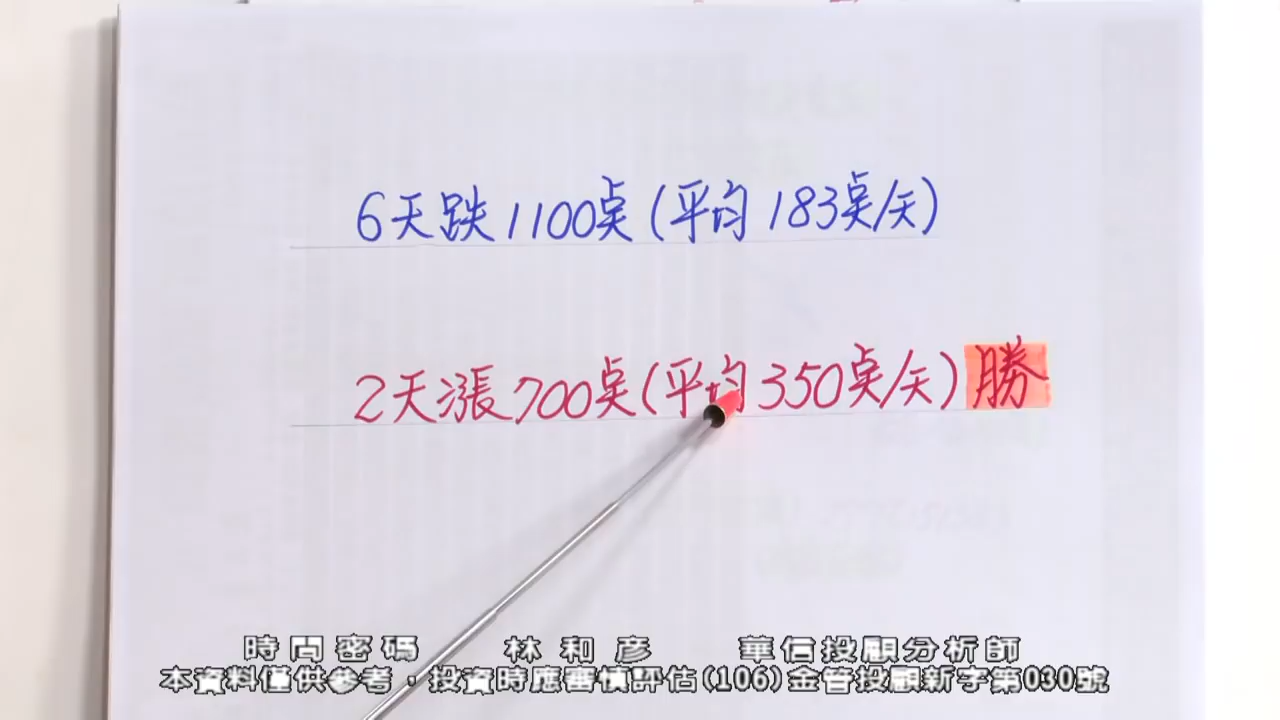 6天跌1100点(平均183点/天)
2天漲700点(平均350点/天)勝
時間密碼 林和彥 華信投顧分析師
本資料僅供參考，投資時應審慎評估(106)金管投顧新字第030號